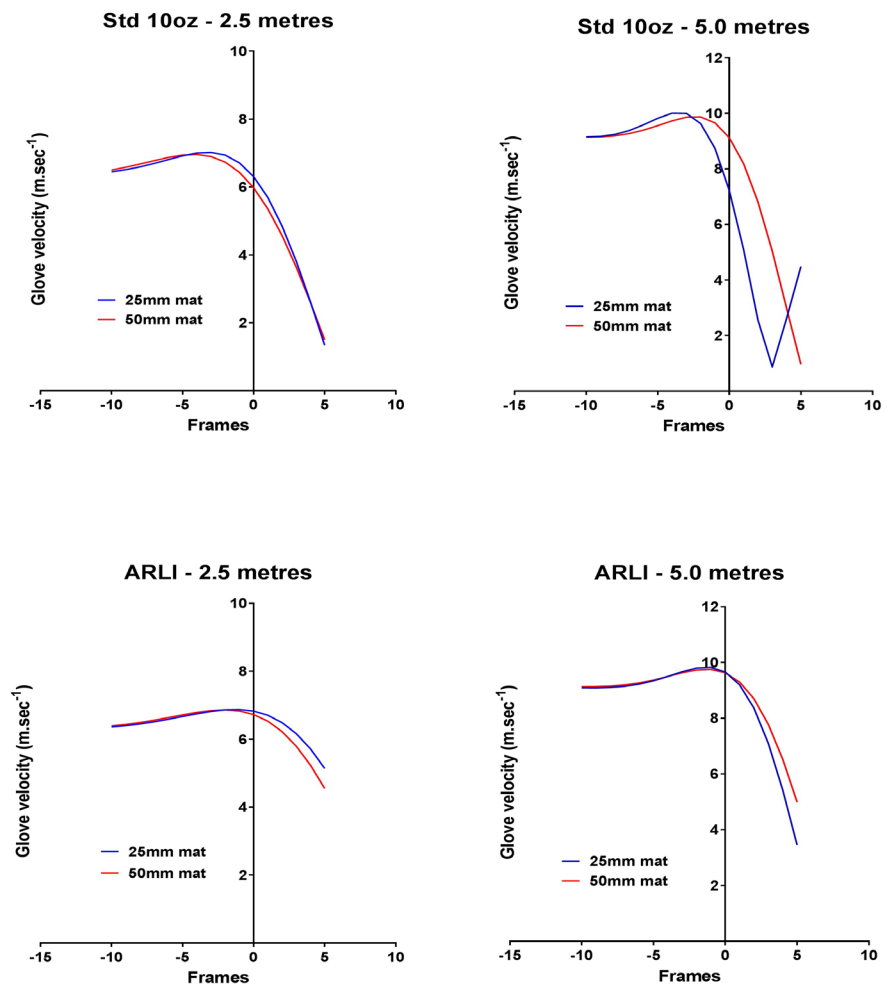 Std 10oz - 2.5 metres
10
8
6
4
2
Glove velocity (m.sec-1)
25mm mat
50mm mat
-15 -10 -5 0 5 10
Frames
Std 10oz - 5.0 metres
12
10
8
6
4
2
Glove velocity (m.sec-1)
25mm mat
50mm mat
-15 -10 -5 0 5 10
Frames
ARLI - 2.5 metres
10
8
6
4
2
Glove velocity (m.sec-1)
25mm mat
50mm mat
-15 -10 -5 0 5 10
Frames
ARLI - 5.0 metres
12
10
8
6
4
2
Glove velocity (m.sec-1)
25mm mat
50mm mat
-15 -10 -5 0 5 10
Frames